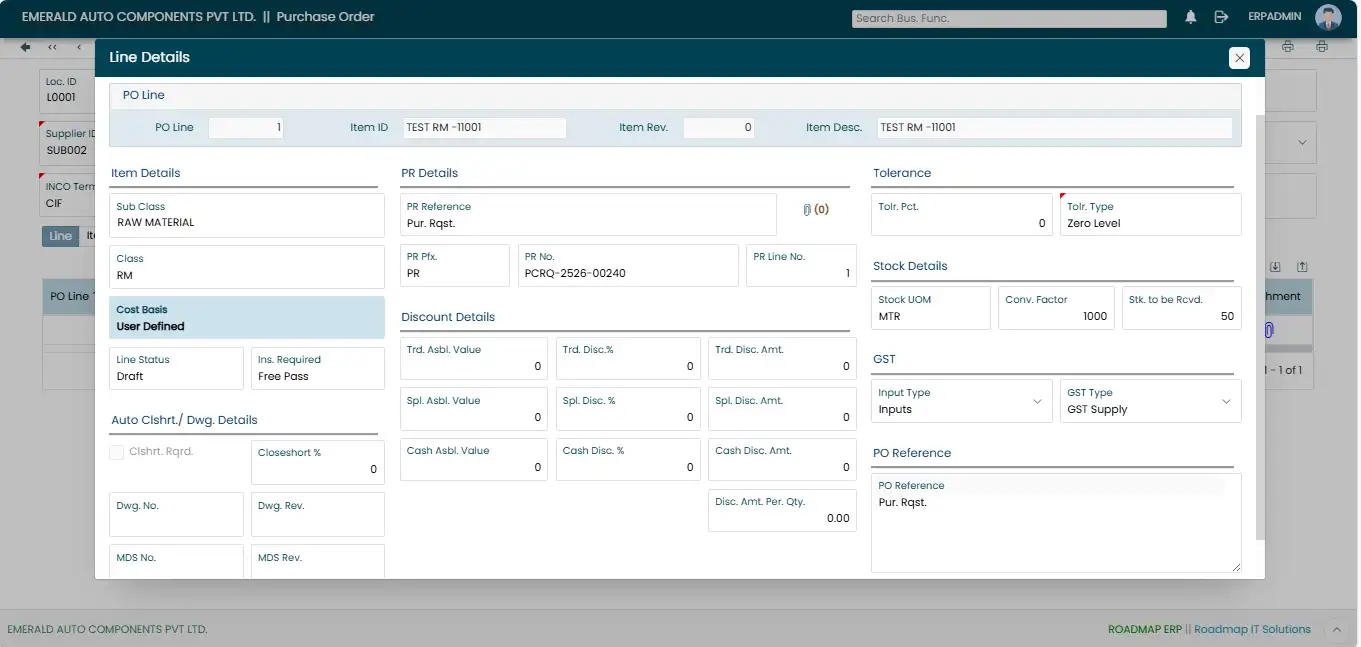 EMERALD AUTO COMPONENTS PVT LTD. || Purchase Order
Search Bus. Func.
ERPADMIN
Line Details
Loc. ID
L0001
Supplier ID
SUB002
INCO Term
CIF
Line
PO Line
PO Line
PO Line 1
Item ID TEST RM -11001
Item Rev. 0
Item Desc. TEST RM -11001
Item Details
Sub Class
RAW MATERIAL
Class
RM
Cost Basis
User Defined
Line Status
Draft
Ins. Required
Free Pass
Auto Clshrt./ Dwg. Details
Clshrt. Rqrd.
Closeshort %
0
Dwg. No.
Dwg. Rev.
MDS No.
MDS Rev.
PR Details
PR Reference
Pur. Rqst.
(0)
PR Pfx.
PR
PR No.
PCRQ-2526-00240
PR Line No.
1
Discount Details
Trd. Asbl. Value
0
Trd. Disc.%
0
Trd. Disc. Amt.
0
Spl. Asbl. Value
0
Spl. Disc. %
0
Spl. Disc. Amt.
0
Cash Asbl. Value
0
Cash Disc. %
0
Cash Disc. Amt.
0
Disc. Amt. Per. Qty.
0.00
Tolerance
Tolr. Pct.
0
Tolr. Type
Zero Level
Stock Details
Stock UOM
MTR
Conv. Factor
1000
Stk. to be Rcvd.
50
GST
Input Type
Inputs
GST Type
GST Supply
PO Reference
PO Reference
Pur. Rqst.
hment
1 - 1 of 1
EMERALD AUTO COMPONENTS PVT LTD.
ROADMAP ERP || Roadmap IT Solutions